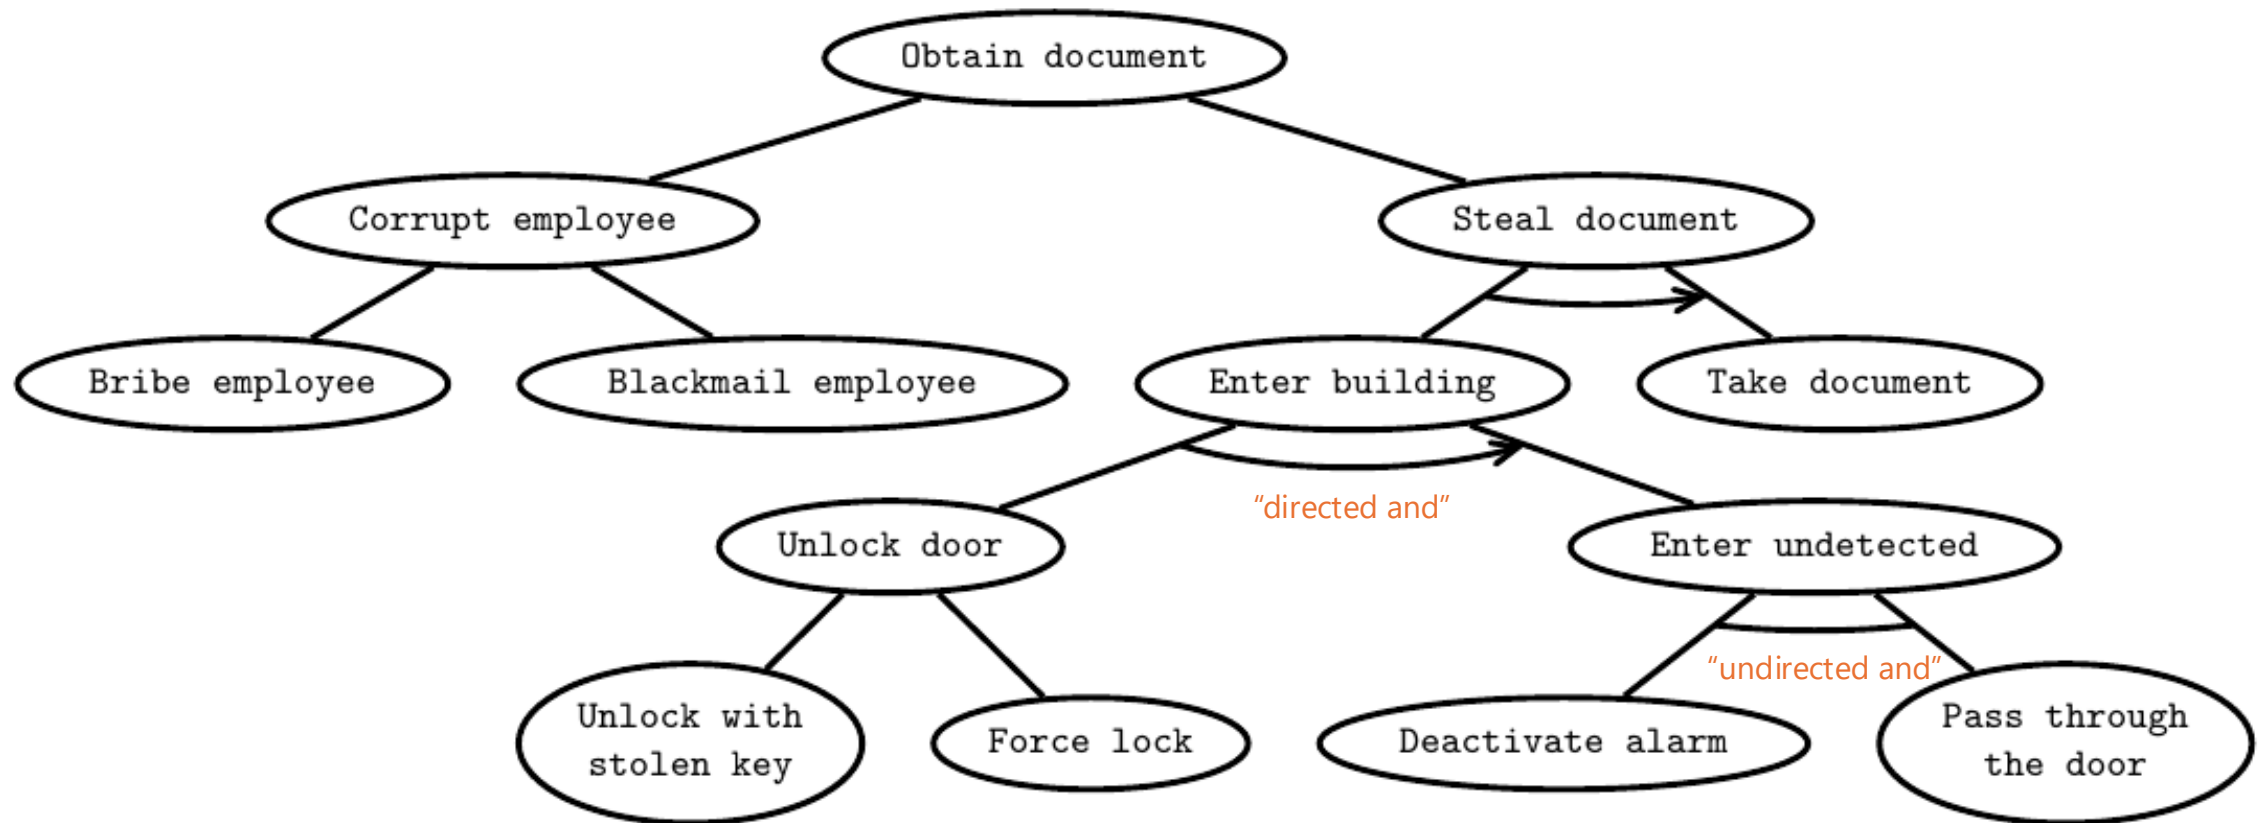 Obtain document
Corrupt employee
Steal document
Bribe employee
Blackmail employee
Enter building
Take document
“directed and”
Unlock door
Enter undetected
“undirected and”
Unlock with
stolen key
Force lock
Deactivate alarm
Pass through
the door